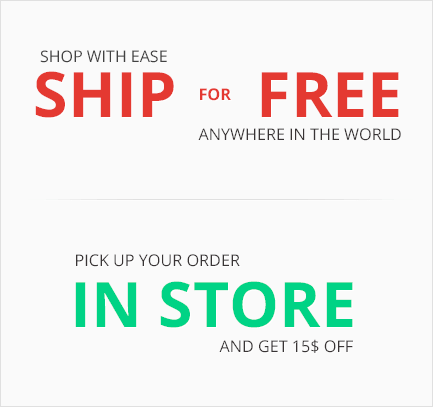 SHOP WITH EASE
SHIP FOR FREE
ANYWHERE IN THE WORLD
PICK UP YOUR ORDER
IN STORE
AND GET 15$ OFF